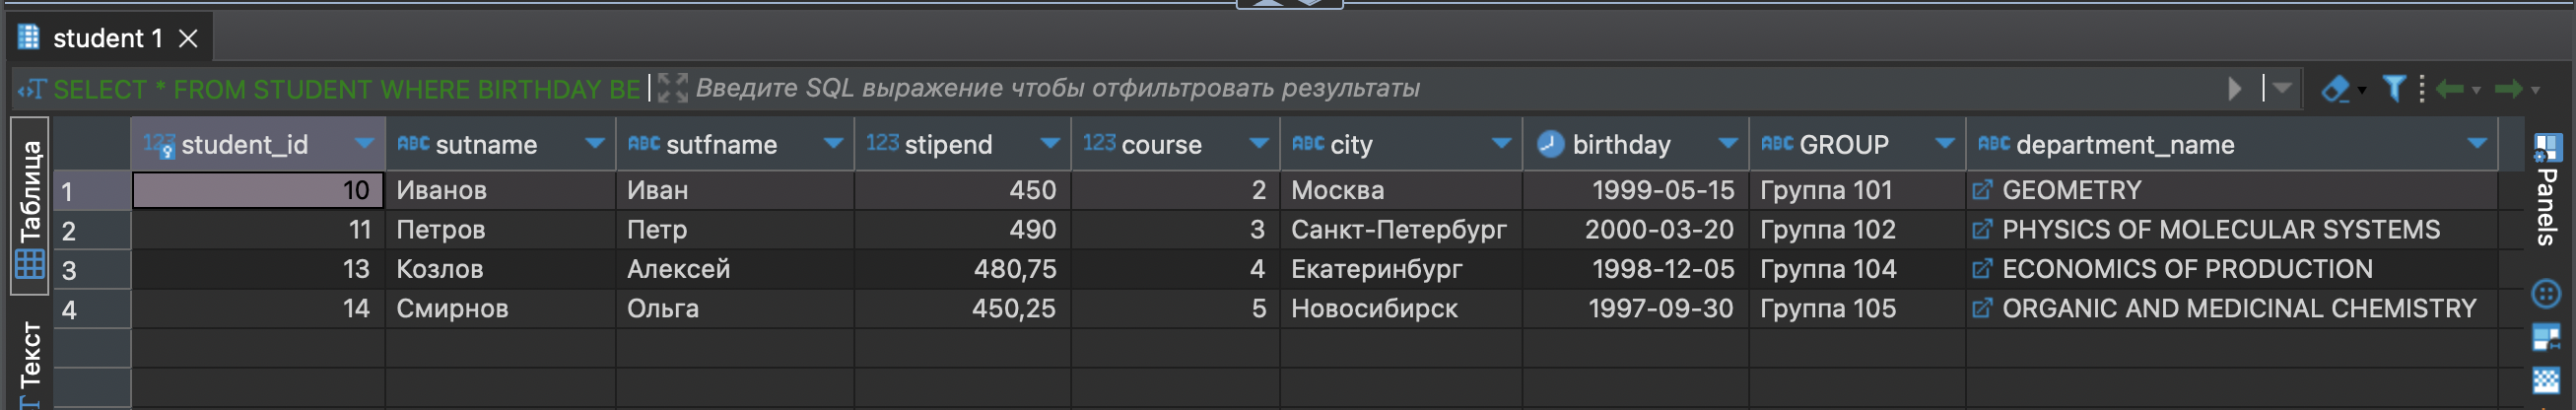 student 1
SELECT * FROM STUDENT WHERE BIRTHDAY BE Введите SQL выражение чтобы отфильтровать результаты
Таблица
Текст
student_id sutname sutfname stipend course city birthday GROUP department_name
1 10 Иванов Иван 450 2 Москва 1999-05-15 Группа 101 GEOMETRY
2 11 Петров Петр 490 3 Санкт-Петербург 2000-03-20 Группа 102 PHYSICS OF MOLECULAR SYSTEMS
3 13 Козлов Алексей 480,75 4 Екатеринбург 1998-12-05 Группа 104 ECONOMICS OF PRODUCTION
4 14 Смирнов Ольга 450,25 5 Новосибирск 1997-09-30 Группа 105 ORGANIC AND MEDICINAL CHEMISTRY
Panels